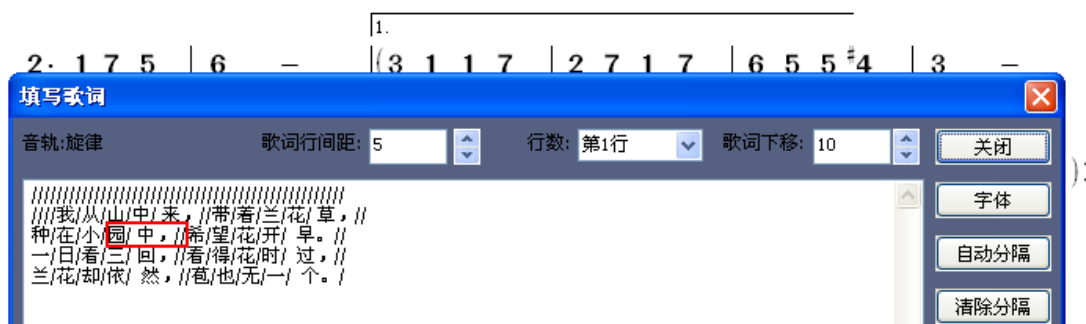 1.
2· 1 7 5 | 6 – |(3 1 1 7 | 2 7 1 7 | 6 5 5 #4 | 3 –
填写歌词
音轨:旋律 歌词行间距: 5 行数: 第1行 歌词下移: 10 关闭
):
字体
自动分隔
清除分隔
////我/从/山/中/ 来，//带/着/兰/花/ 草，//
种/在/小/园/ 中，//希/望/花/开/ 早。//
一/日/看/三/ 回，//看/得/花/时/ 过，//
兰/花/却/依/ 然，//苞/也/无/一/ 个。/